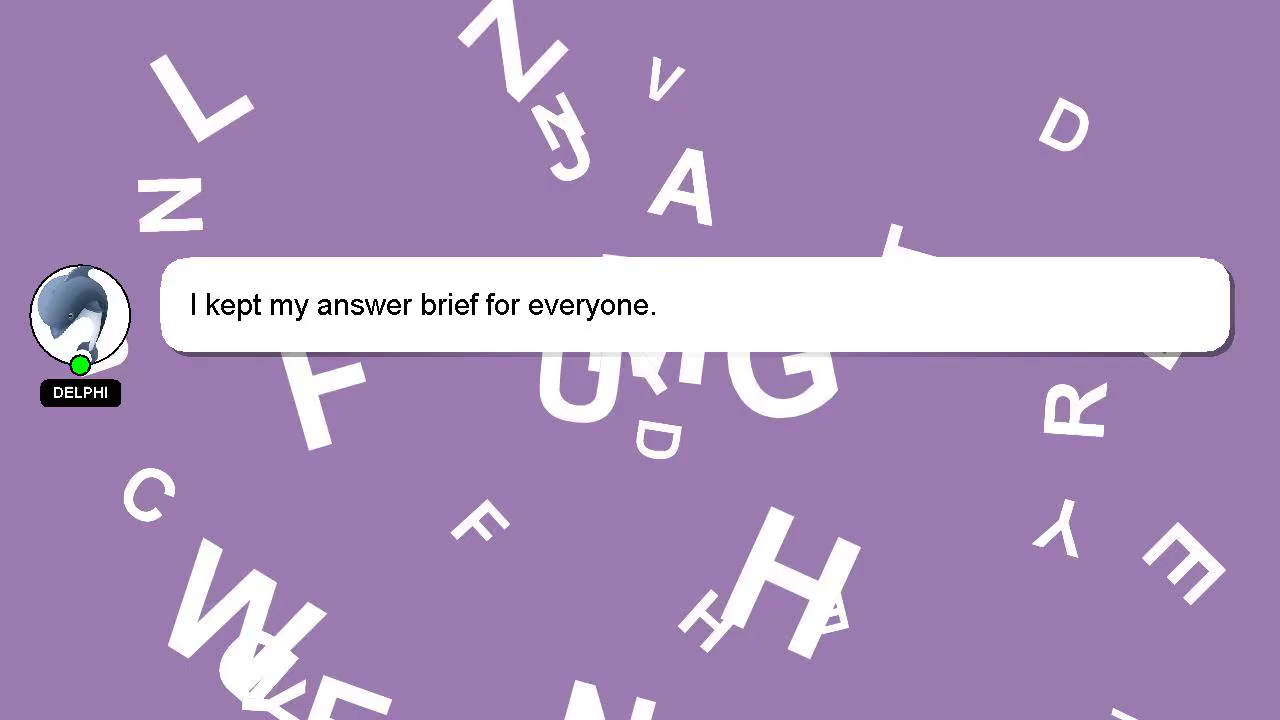 L
N
V
N
J
D
A
N
I kept my answer brief for everyone.
DELPHI
F
U
G
D
R
C
F
Y
H
E
W
H
A